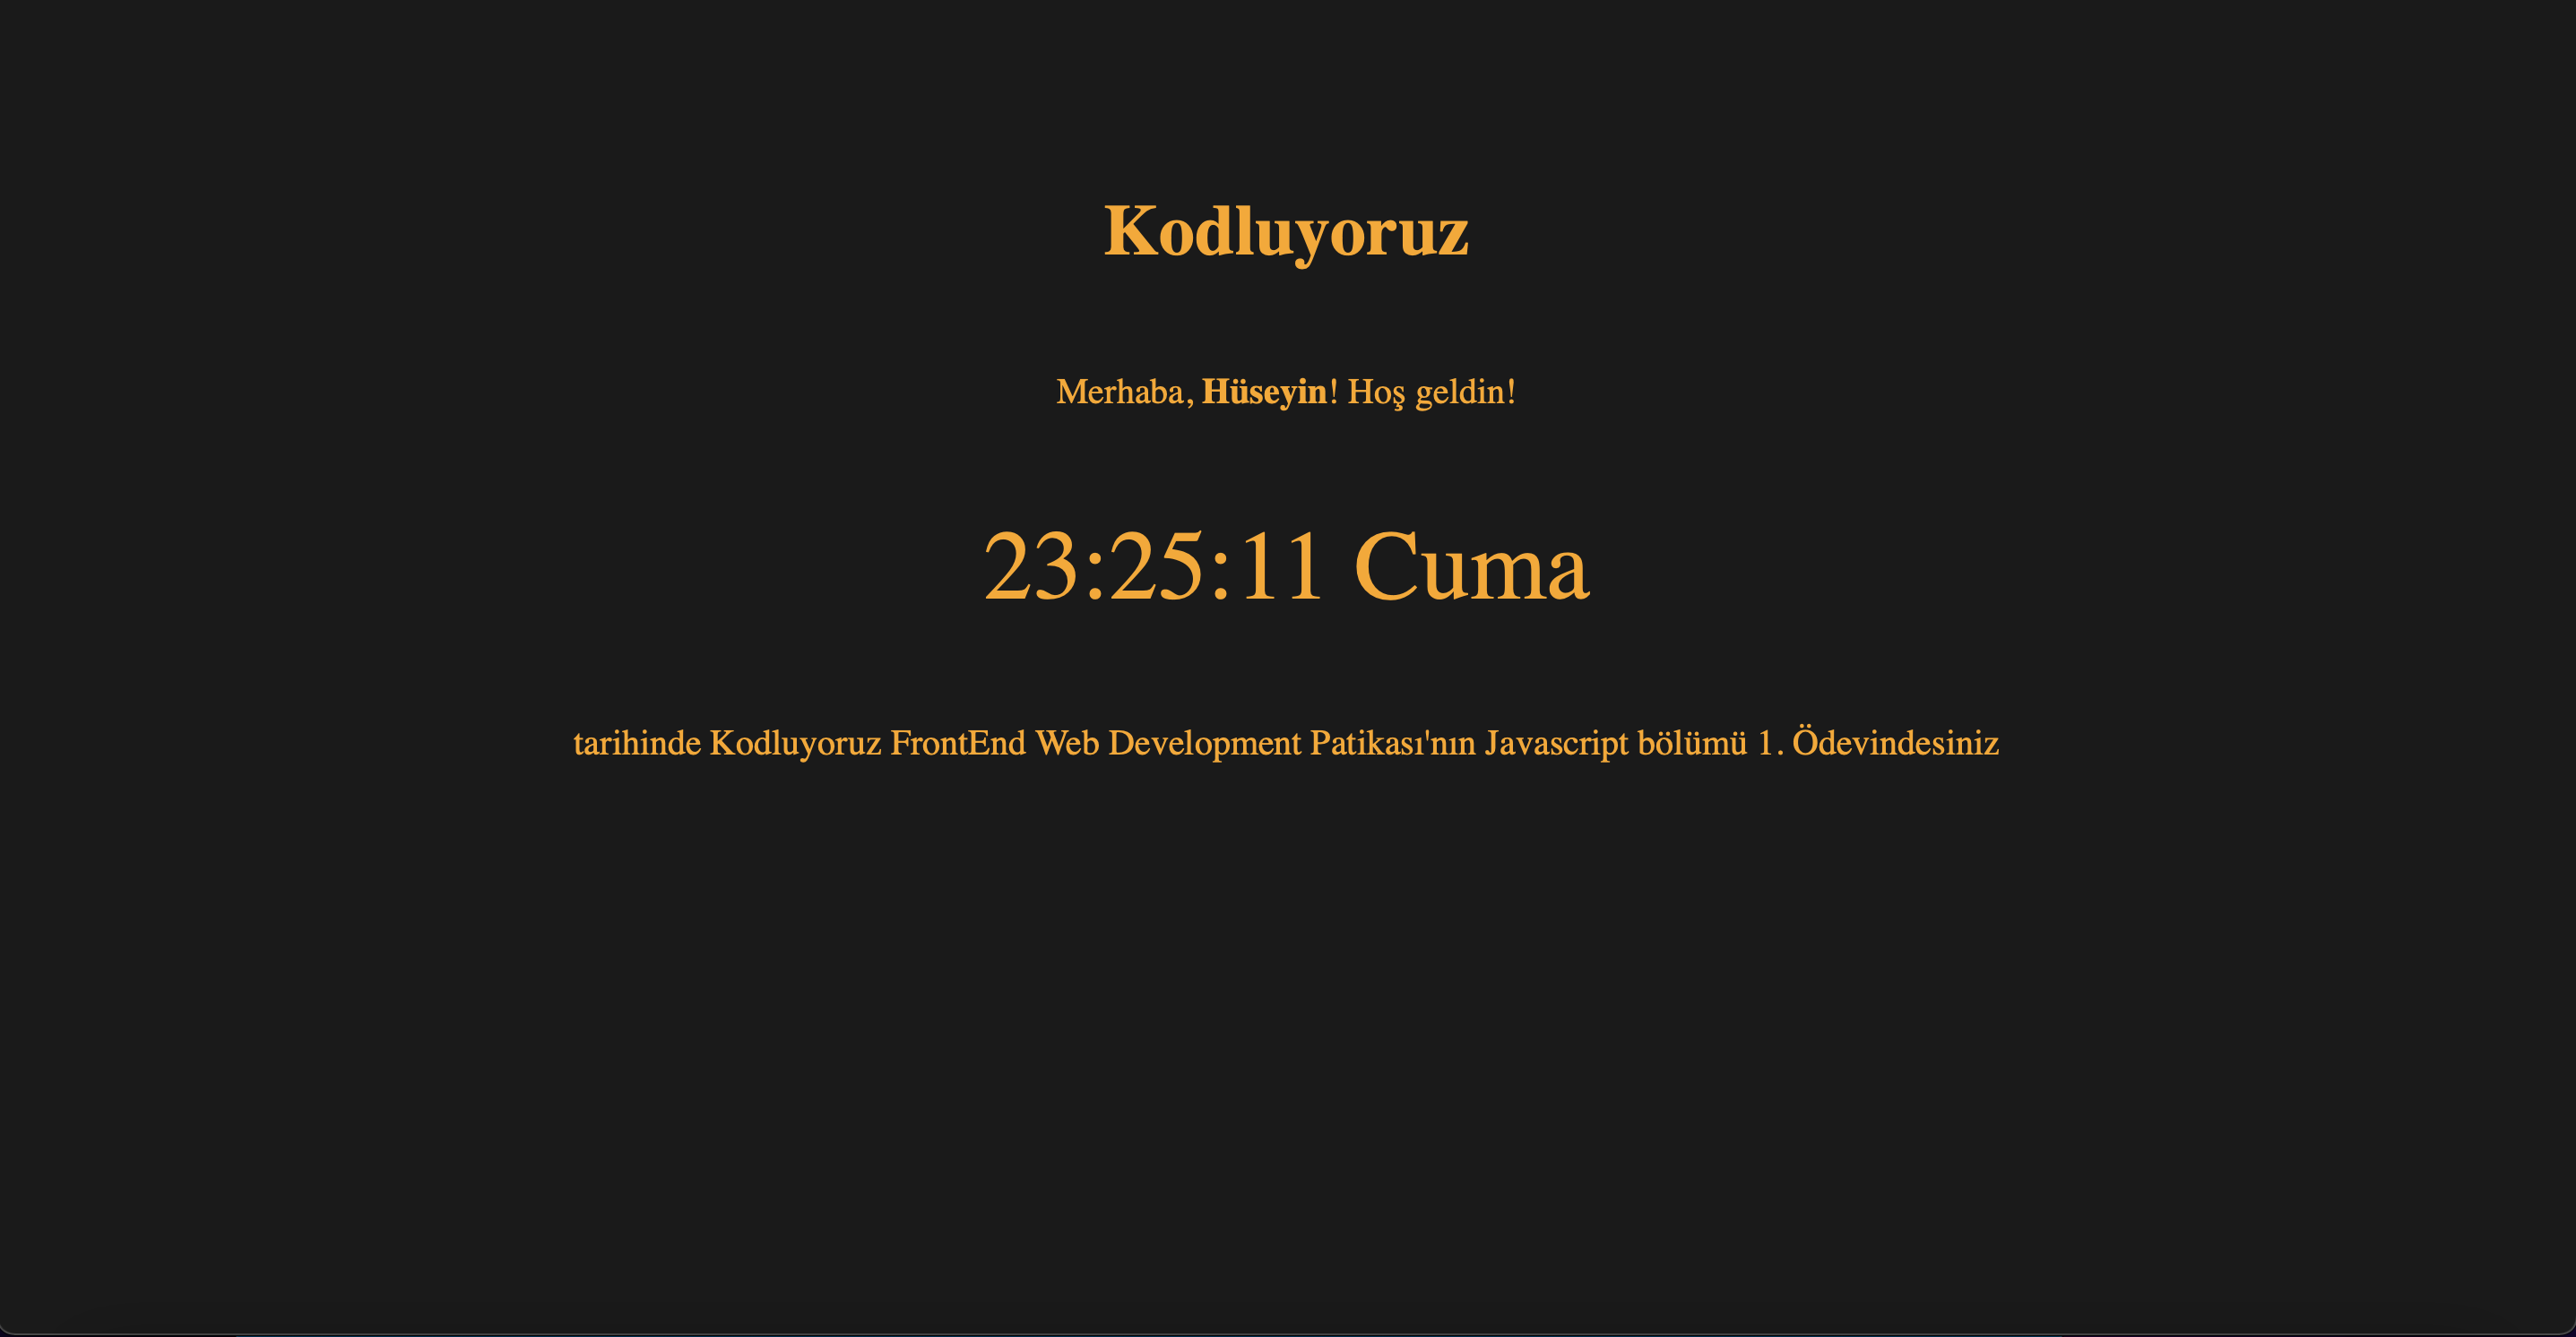 Kodluyoruz
Merhaba, Hüseyin! Hoş geldin!
23:25:11 Cuma
tarihinde Kodluyoruz FrontEnd Web Development Patikası'nın Javascript bölümü 1. Ödevindesiniz